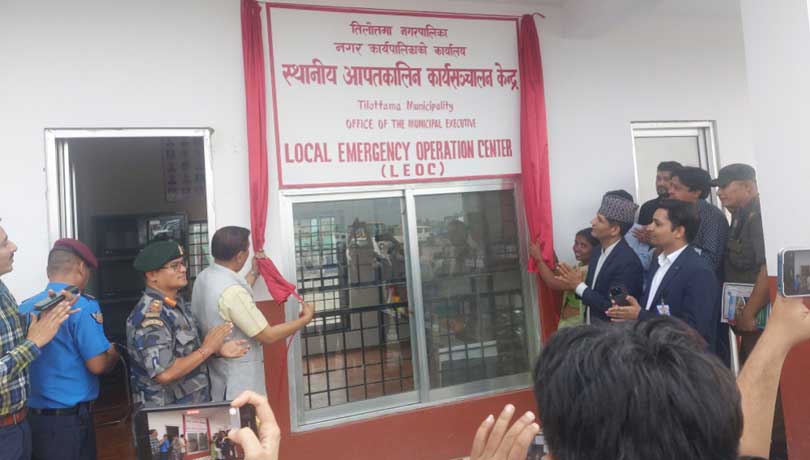 तिलोत्तमा नगरपालिका
नगर कार्यपालिकाको कार्यालय
स्थानीय आपतकालिन कार्यसञ्चालन केन्द्र
Tilottama Municipality
OFFICE OF THE MUNICIPAL EXECUTIVE
LOCAL EMERGENCY OPERATION CENTER
(LEOC)